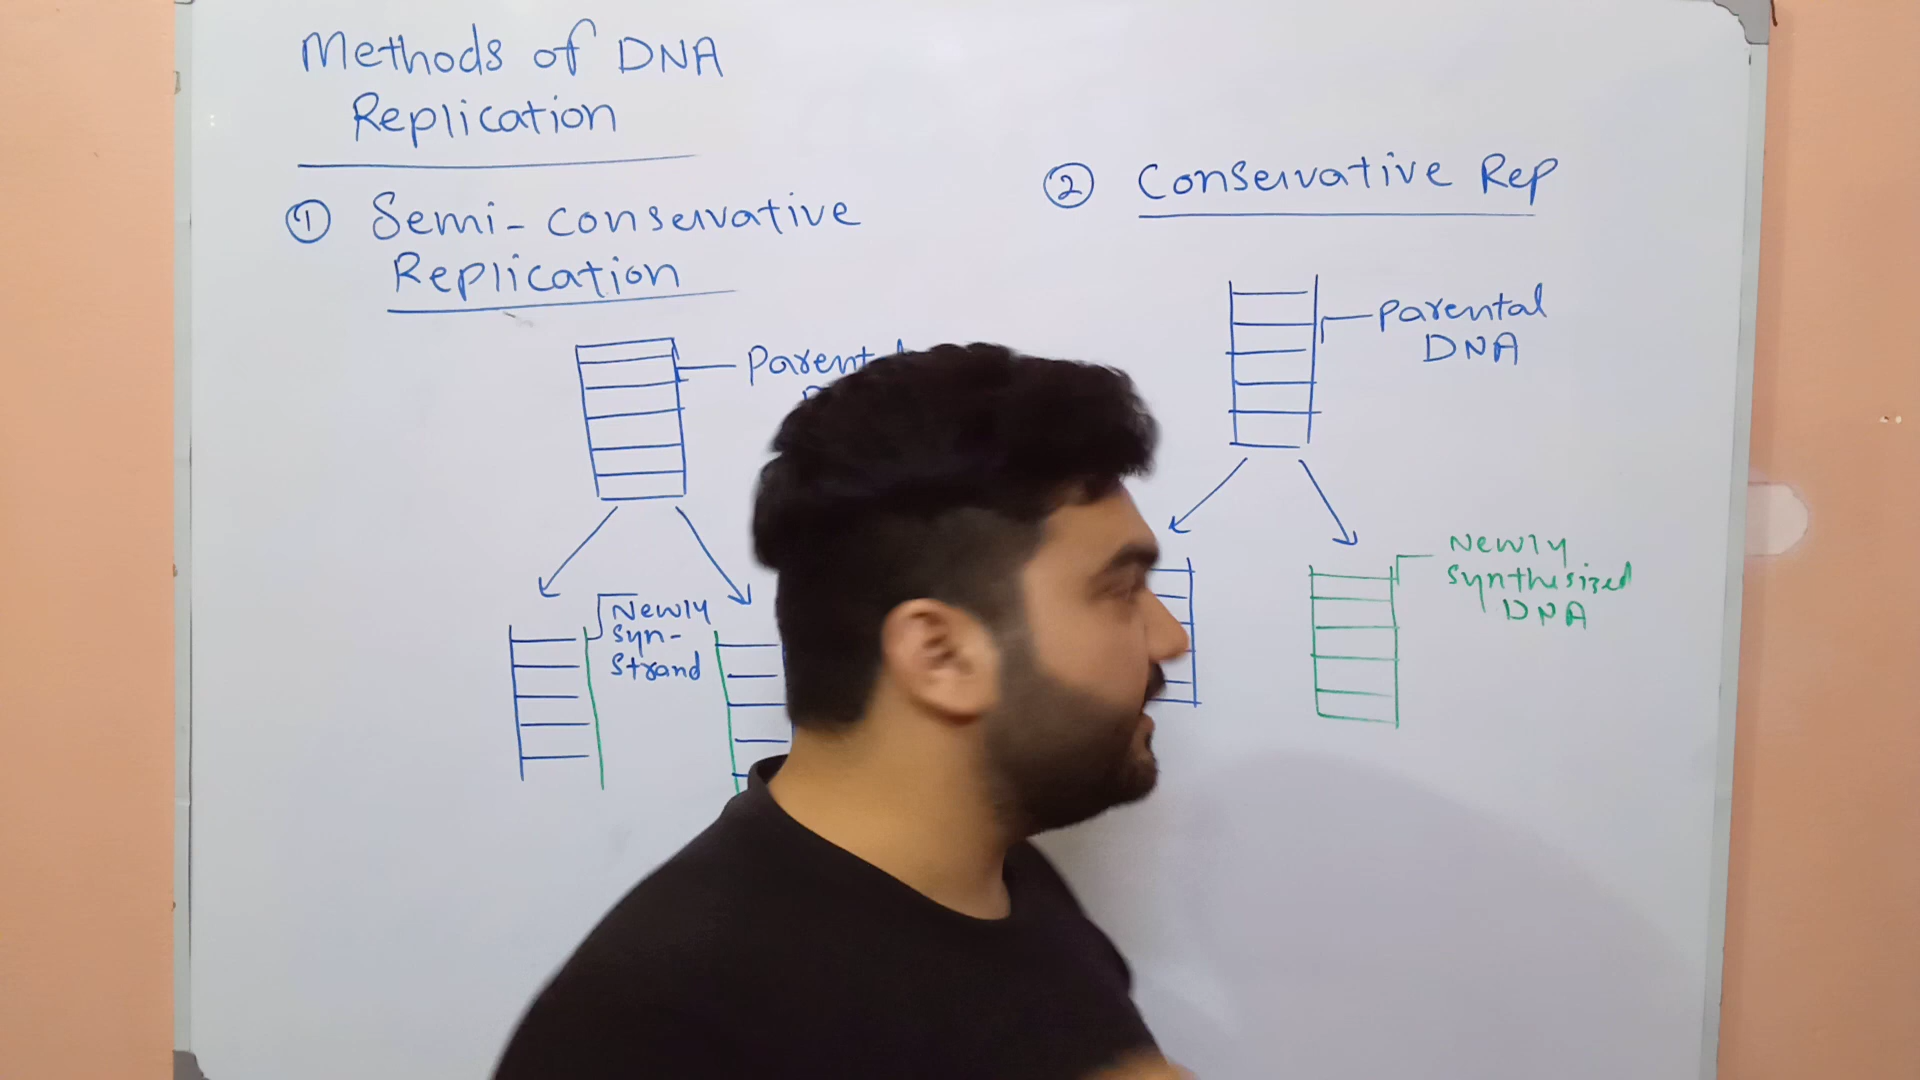 Methods of DNA
Replication
① Semi-conservative
Replication
Newly
Syn-
Strand
② Conservative Rep
Parental
DNA
Newly
Synthesized
DNA